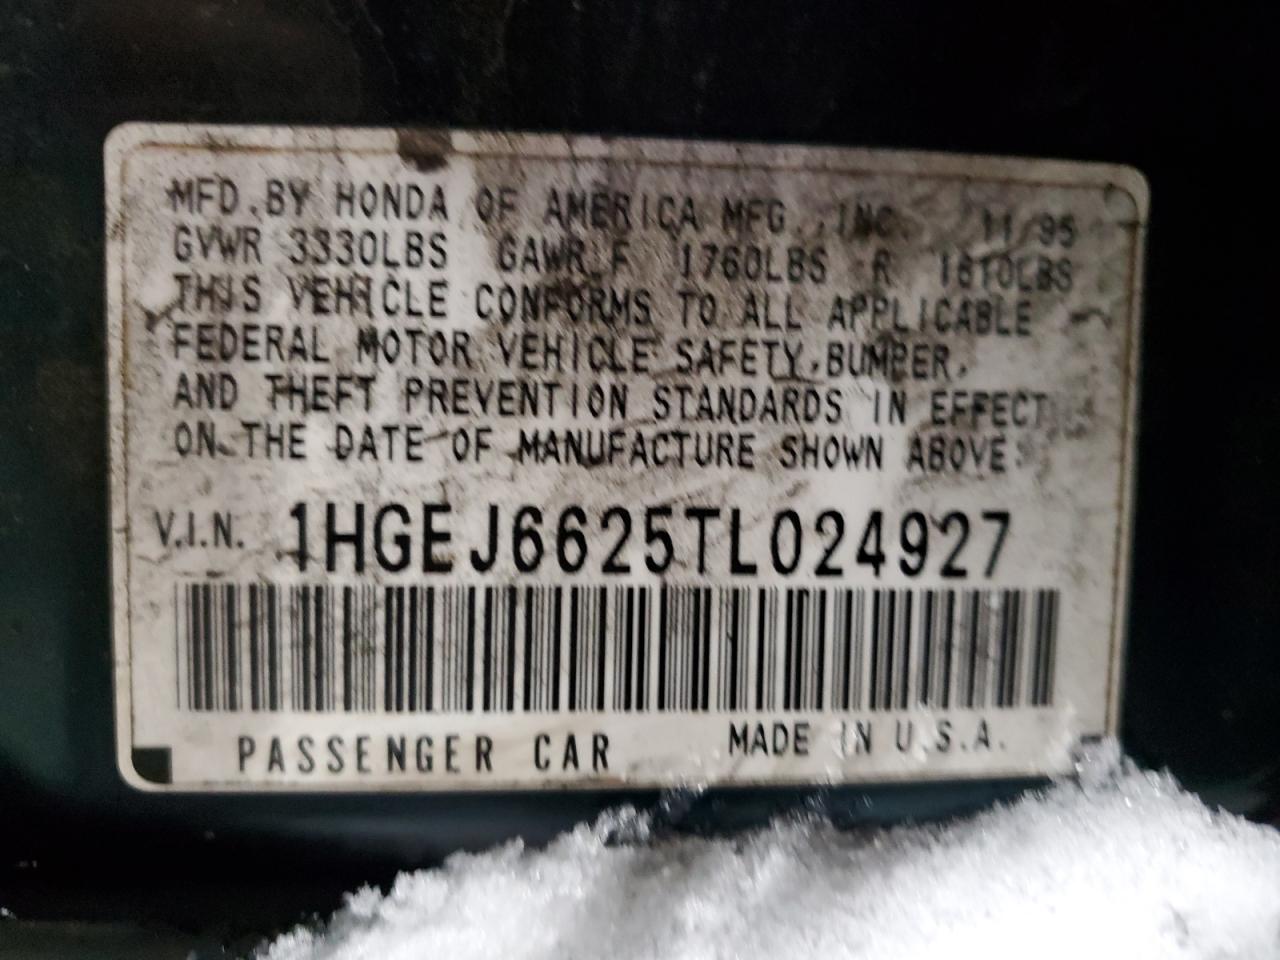 MFD.BY HONDA OF AMERICA MFG.,INC. 11/95
GVWR 3330LBS GAWR F 1760LBS R 1610LBS
THIS VEHICLE CONFORMS TO ALL APPLICABLE
FEDERAL MOTOR VEHICLE SAFETY,BUMPER,
AND THEFT PREVENTION STANDARDS IN EFFECT
ON THE DATE OF MANUFACTURE SHOWN ABOVE.
V.I.N. 1HGEJ6625TL024927
PASSENGER CAR MADE IN U.S.A.